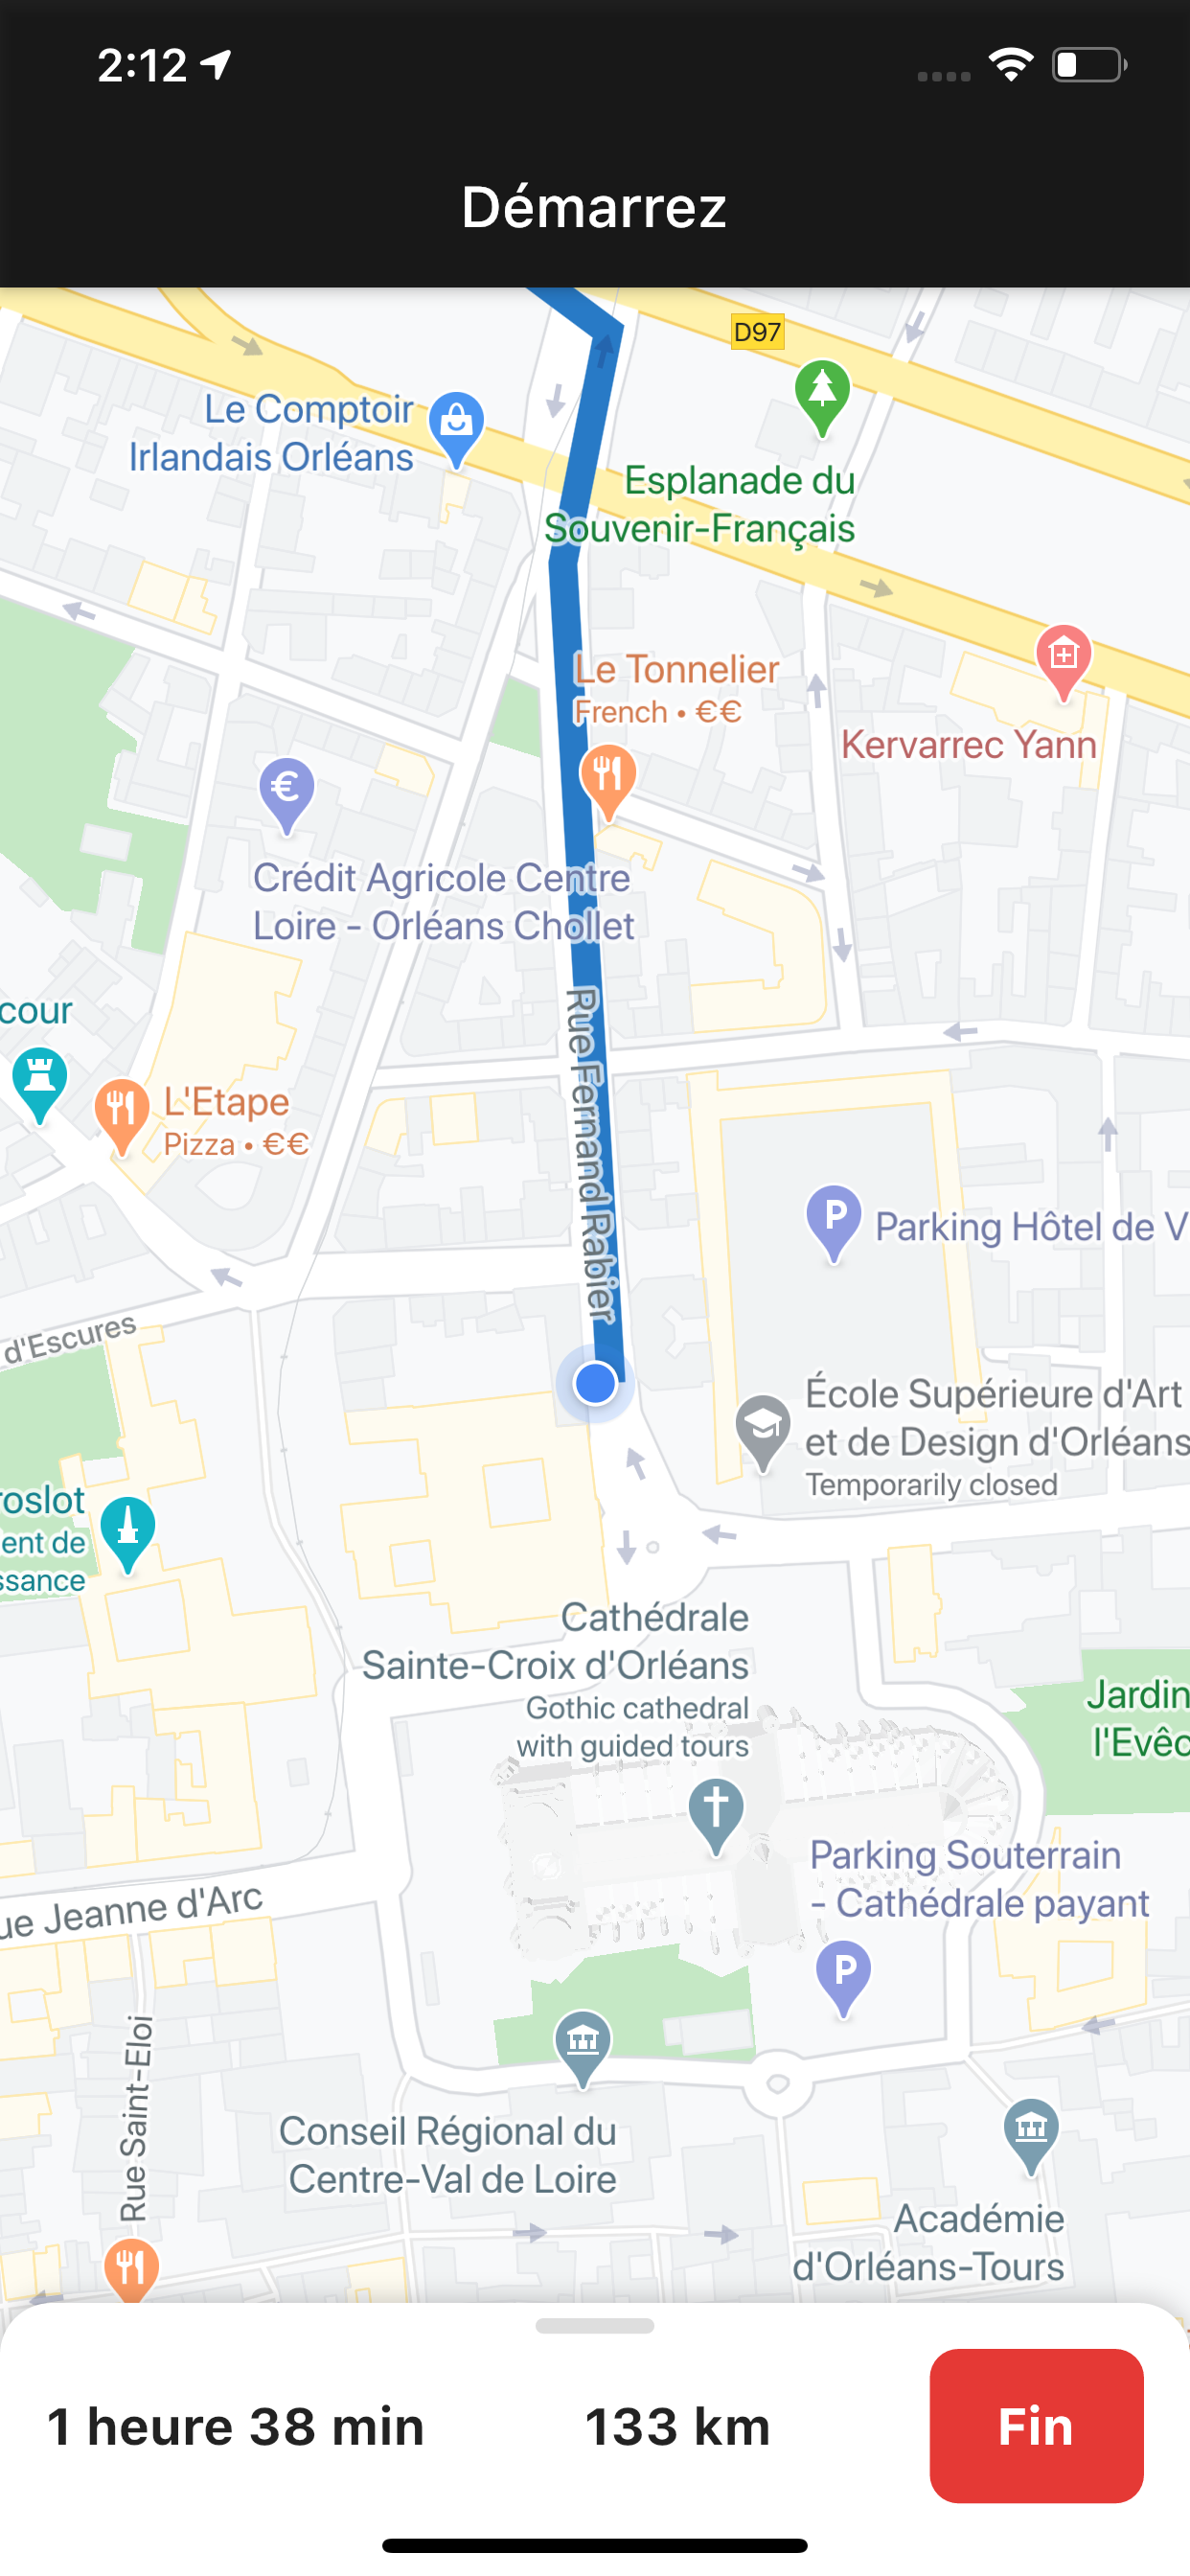 2:12
Démarrez
D97
Le Comptoir
Irlandais Orléans
Esplanade du
Souvenir-Français
Le Tonnelier
French • €€
Kervarrec Yann
€
Crédit Agricole Centre
Loire - Orléans Chollet
cour
L'Etape
Pizza • €€
Rue Fernand Rabier
P
Parking Hôtel de V
d'Escures
École Supérieure d'Art
et de Design d'Orléans
Temporarily closed
roslot
ent de
ssance
Cathédrale
Sainte-Croix d'Orléans
Gothic cathedral
with guided tours
Jardin
l'Evêc
Parking Souterrain
- Cathédrale payant
P
ue Jeanne d'Arc
Rue Saint-Eloi
Conseil Régional du
Centre-Val de Loire
Académie
d'Orléans-Tours
1 heure 38 min
133 km
Fin